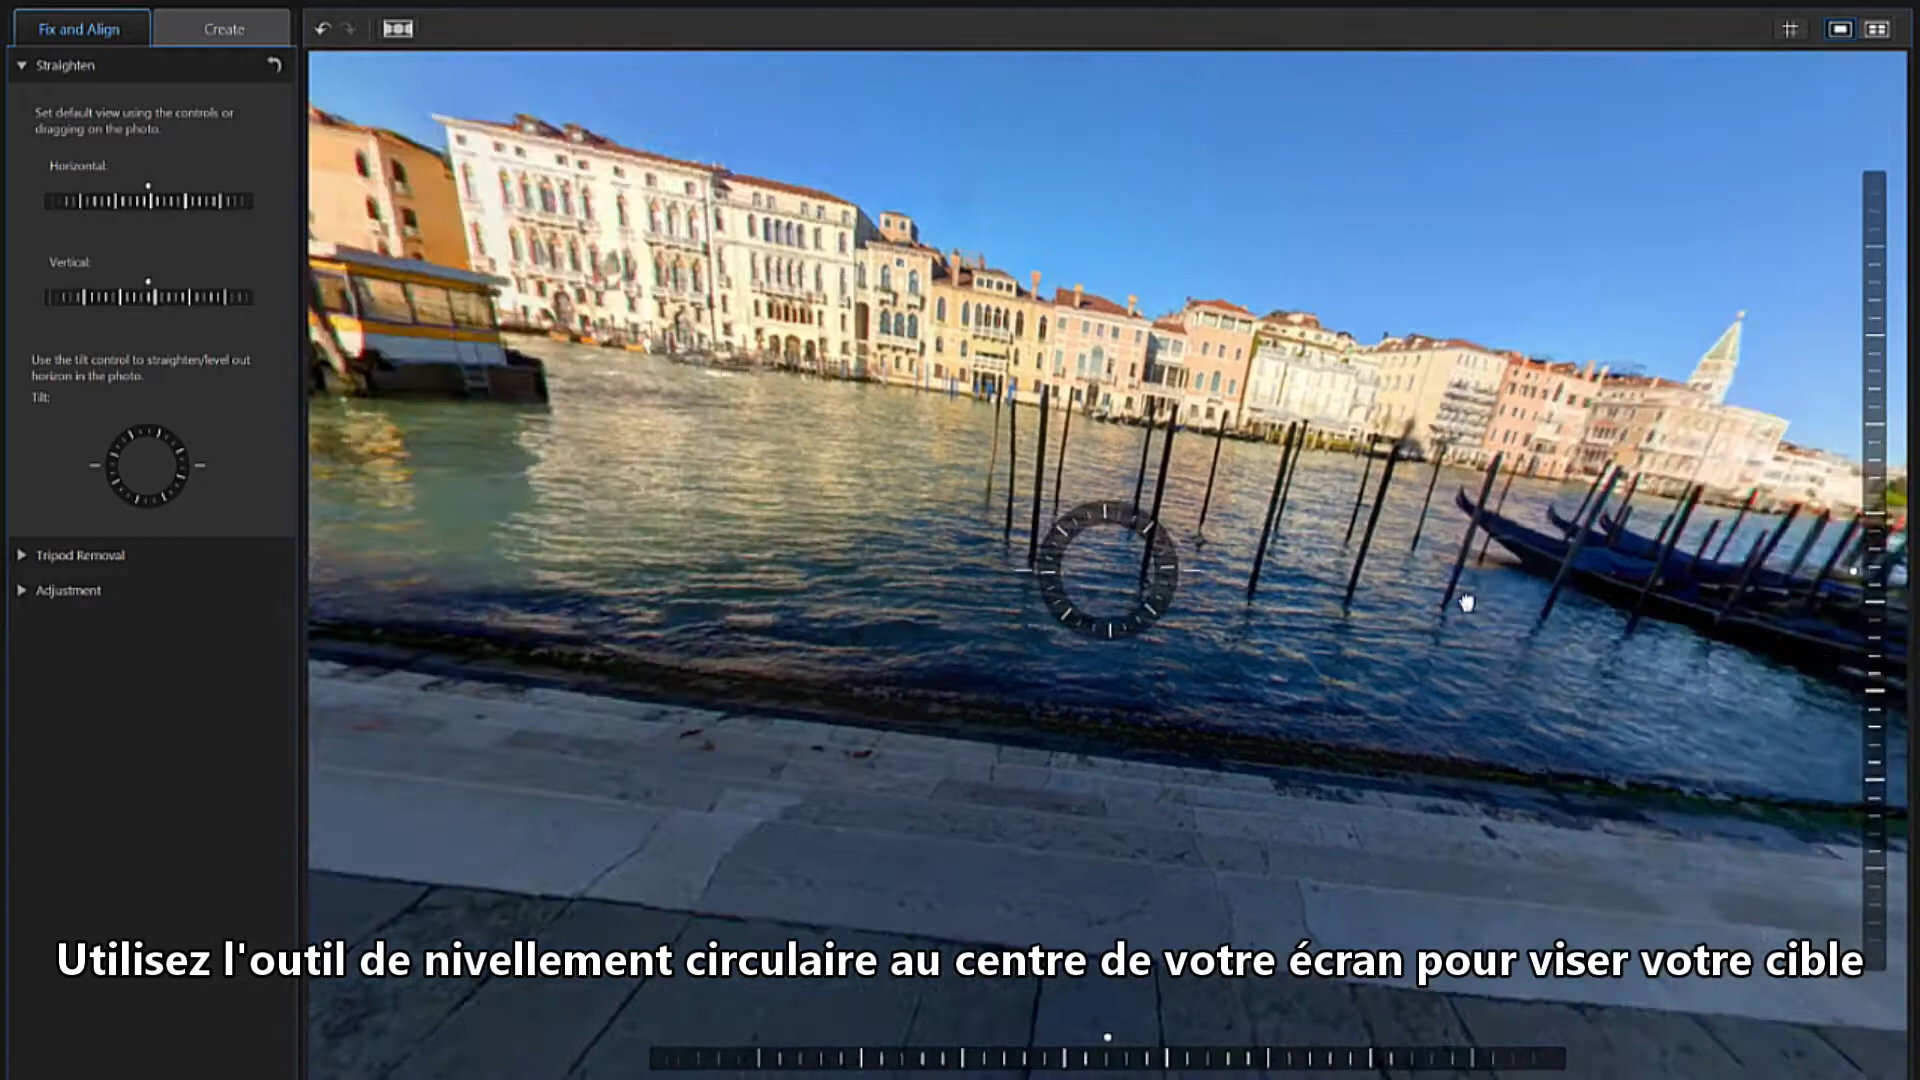 Fix and Align
Create
Straighten
Set default view using the controls or
dragging on the photo.
Horizontal:
Vertical:
Use the tilt control to straighten/level out
horizon in the photo.
Tilt:
Tripod Removal
Adjustment
Utilisez l'outil de nivellement circulaire au centre de votre écran pour viser votre cible